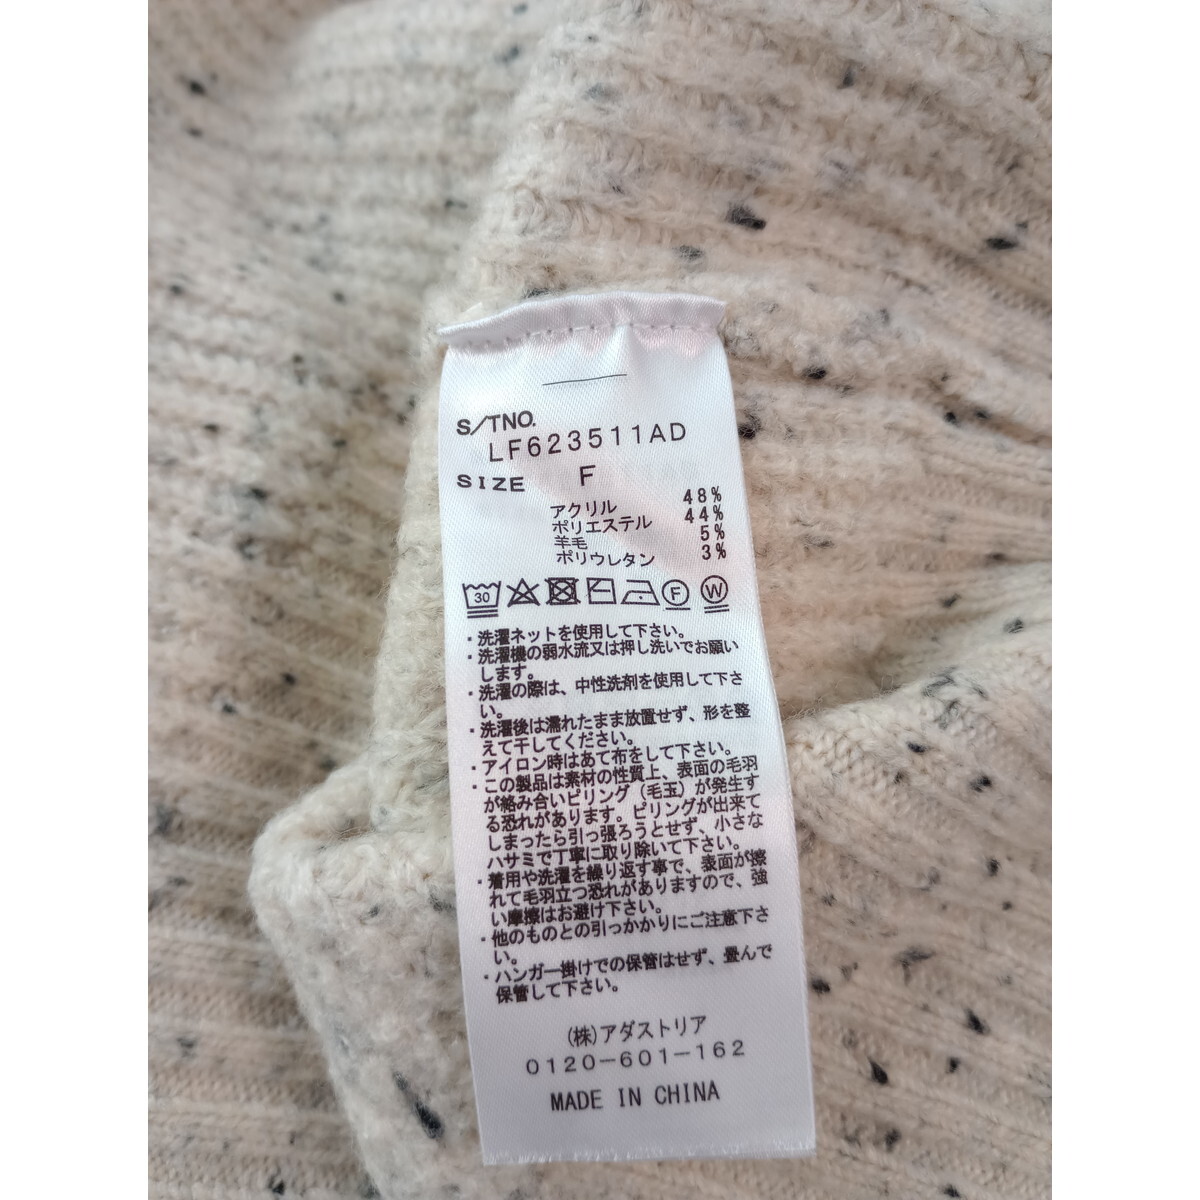 S/TNO.
LF623511AD
SIZE F
アクリル 48%
ポリエステル 44%
羊毛 5%
ポリウレタン 3%
30 F W
・洗濯ネットを使用して下さい。
・洗濯機の弱水流又は押し洗いでお願い
します。
・洗濯の際は、中性洗剤を使用して下さ
い。
・洗濯後は濡れたまま放置せず、形を整
えて干してください。
・アイロン時はあて布をして下さい。
・この製品は素材の性質上、表面の毛羽
が絡み合いピリング（毛玉）が発生す
る恐れがあります。ピリングが出来て
しまったら引っ張ろうとせず、小さな
ハサミで丁寧に取り除いて下さい。
・着用や洗濯を繰り返す事で、表面が擦
れて毛羽立つ恐れがありますので、強
い摩擦はお避け下さい。
・他のものとの引っかかりにご注意下さ
い。
・ハンガー掛けでの保管はせず、畳んで
保管して下さい。
(株)アダストリア
0120-601-162
MADE IN CHINA